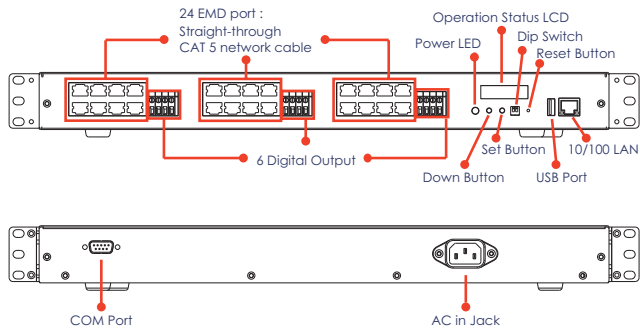 24 EMD port :
Straight-through
CAT 5 network cable
Operation Status LCD
Power LED
Dip Switch
Reset Button
6 Digital Output
Set Button
10/100 LAN
Down Button
USB Port
COM Port
AC in Jack